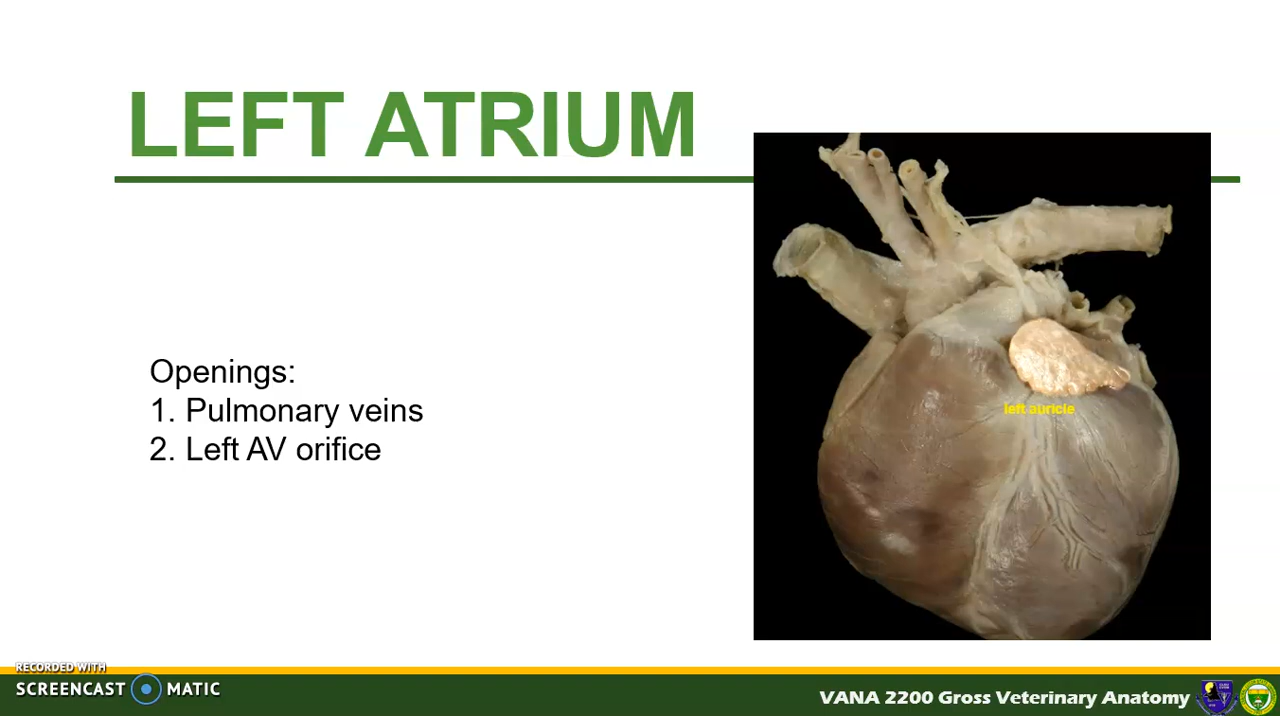 LEFT ATRIUM
Openings:
1. Pulmonary veins
2. Left AV orifice
left auricle
RECORDED WITH
SCREENCAST MATIC
VANA 2200 Gross Veterinary Anatomy